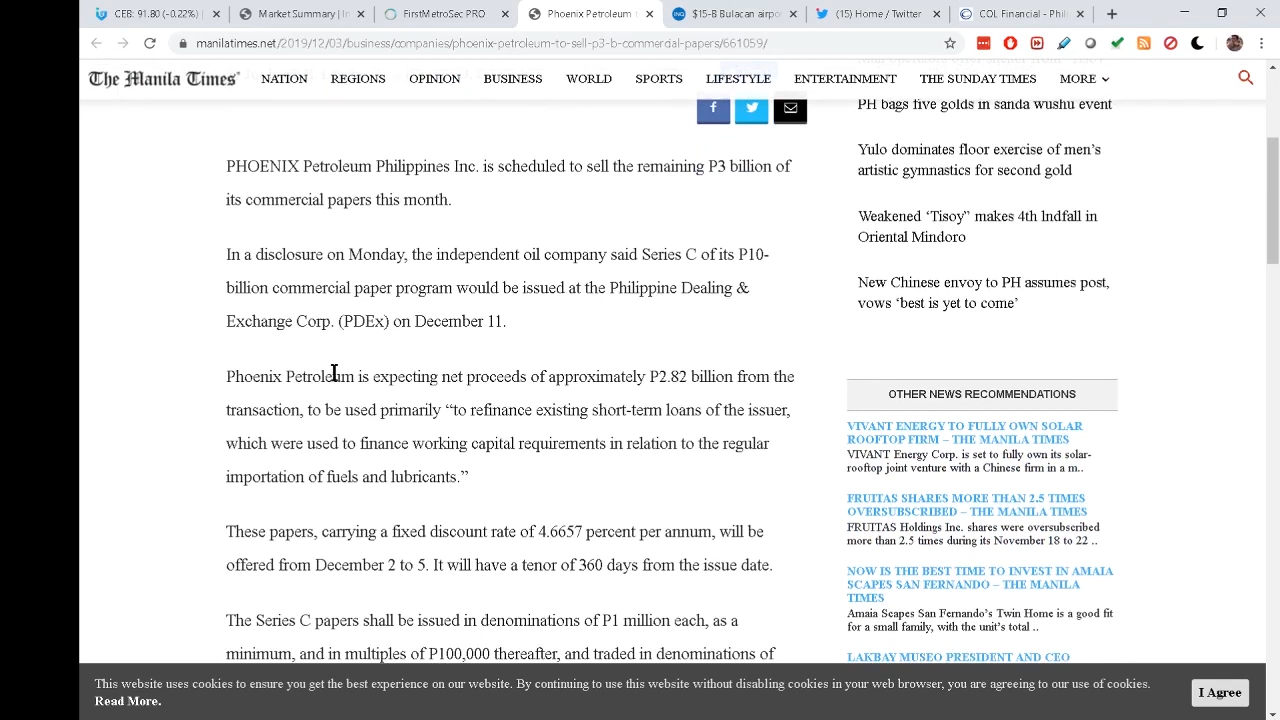 CEB: 91.80 (-0.22%)
Market Summary | In
FirstMetroSec PRO
Phoenix Petroleum
$15-B Bulacan airpo
(15) Home / Twitter
COL Financial - Phil
manilatimes.net/2019/12/03/business/companies/phoenix-petroleum-to-sell-p3-b-commercial-papers/661059/
The Manila Times
NATION
REGIONS
OPINION
BUSINESS
WORLD
SPORTS
LIFESTYLE
ENTERTAINMENT
THE SUNDAY TIMES
MORE
PHOENIX Petroleum Philippines Inc. is scheduled to sell the remaining P3 billion of
its commercial papers this month.
In a disclosure on Monday, the independent oil company said Series C of its P10-
billion commercial paper program would be issued at the Philippine Dealing &
Exchange Corp. (PDEx) on December 11.
Phoenix Petroleum is expecting net proceeds of approximately P2.82 billion from the
transaction, to be used primarily “to refinance existing short-term loans of the issuer,
which were used to finance working capital requirements in relation to the regular
importation of fuels and lubricants.”
These papers, carrying a fixed discount rate of 4.6657 percent per annum, will be
offered from December 2 to 5. It will have a tenor of 360 days from the issue date.
The Series C papers shall be issued in denominations of P1 million each, as a
minimum, and in multiples of P100,000 thereafter, and traded in denominations of
PH bags five golds in sanda wushu event
Yulo dominates floor exercise of men’s
artistic gymnastics for second gold
Weakened ‘Tisoy” makes 4th lndfall in
Oriental Mindoro
New Chinese envoy to PH assumes post,
vows ‘best is yet to come’
OTHER NEWS RECOMMENDATIONS
VIVANT ENERGY TO FULLY OWN SOLAR
ROOFTOP FIRM – THE MANILA TIMES
VIVANT Energy Corp. is set to fully own its solar-
rooftop joint venture with a Chinese firm in a m..
FRUITAS SHARES MORE THAN 2.5 TIMES
OVERSUBSCRIBED – THE MANILA TIMES
FRUITAS Holdings Inc. shares were oversubscribed
more than 2.5 times during its November 18 to 22 ..
NOW IS THE BEST TIME TO INVEST IN AMAIA
SCAPES SAN FERNANDO – THE MANILA
TIMES
Amaia Scapes San Fernando’s Twin Home is a good fit
for a small family, with the unit’s total ..
LAKBAY MUSEO PRESIDENT AND CEO
This website uses cookies to ensure you get the best experience on our website. By continuing to use this website without disabling cookies in your web browser, you are agreeing to our use of cookies.
Read More.
I Agree